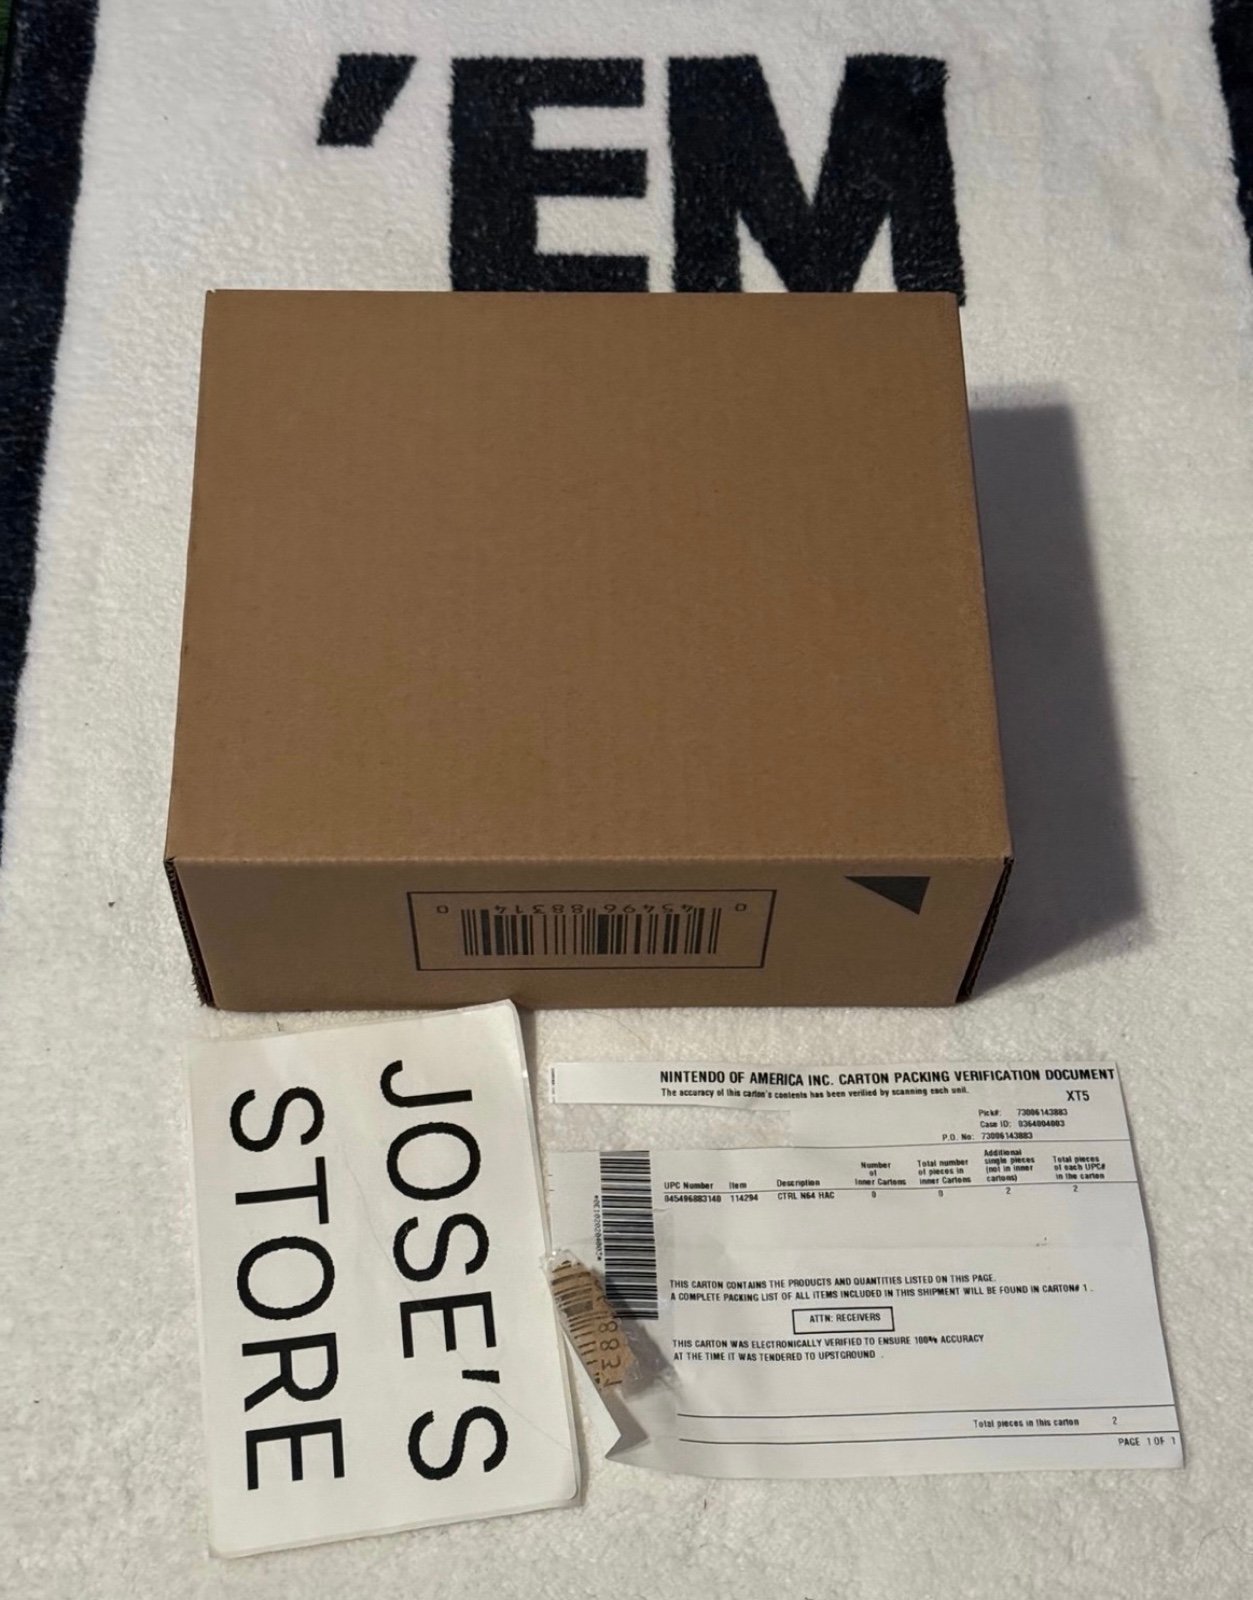 'EM
0 45496 88314 0
JOSE'S
STORE
NINTENDO OF AMERICA INC. CARTON PACKING VERIFICATION DOCUMENT
The accuracy of this carton's contents has been verified by scanning each unit.
XT5
Pick#: 73006143883
Case ID: 0364004003
P.O. No: 73006143883
UPC Number Item Description Number of Inner Cartons Total number of pieces in Inner Cartons Additional single pieces (not in inner cartons) Total pieces of each UPC# in the carton
045496883140 114294 CTRL N64 HAC 0 0 2 2
THIS CARTON CONTAINS THE PRODUCTS AND QUANTITIES LISTED ON THIS PAGE.
A COMPLETE PACKING LIST OF ALL ITEMS INCLUDED IN THIS SHIPMENT WILL BE FOUND IN CARTON# 1 .
ATTN: RECEIVERS
THIS CARTON WAS ELECTRONICALLY VERIFIED TO ENSURE 100% ACCURACY
AT THE TIME IT WAS TENDERED TO UPSTGROUND .
Total pieces in this carton 2
PAGE 1 OF 1